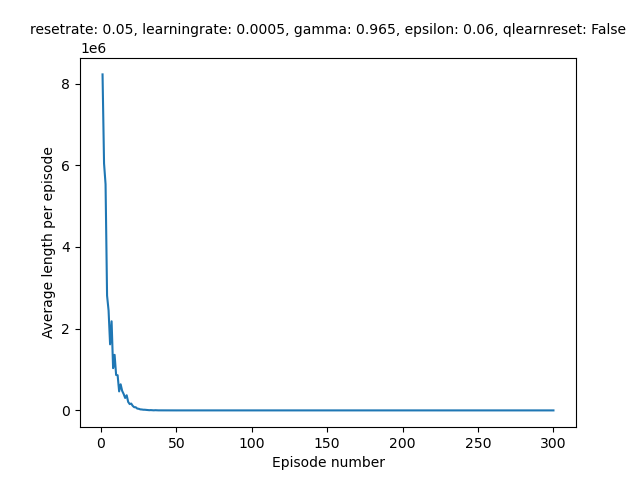 resetrate: 0.05, learningrate: 0.0005, gamma: 0.965, epsilon: 0.06, qlearnreset: False
1e6
8
6
4
2
0
Average length per episode
0 50 100 150 200 250 300
Episode number